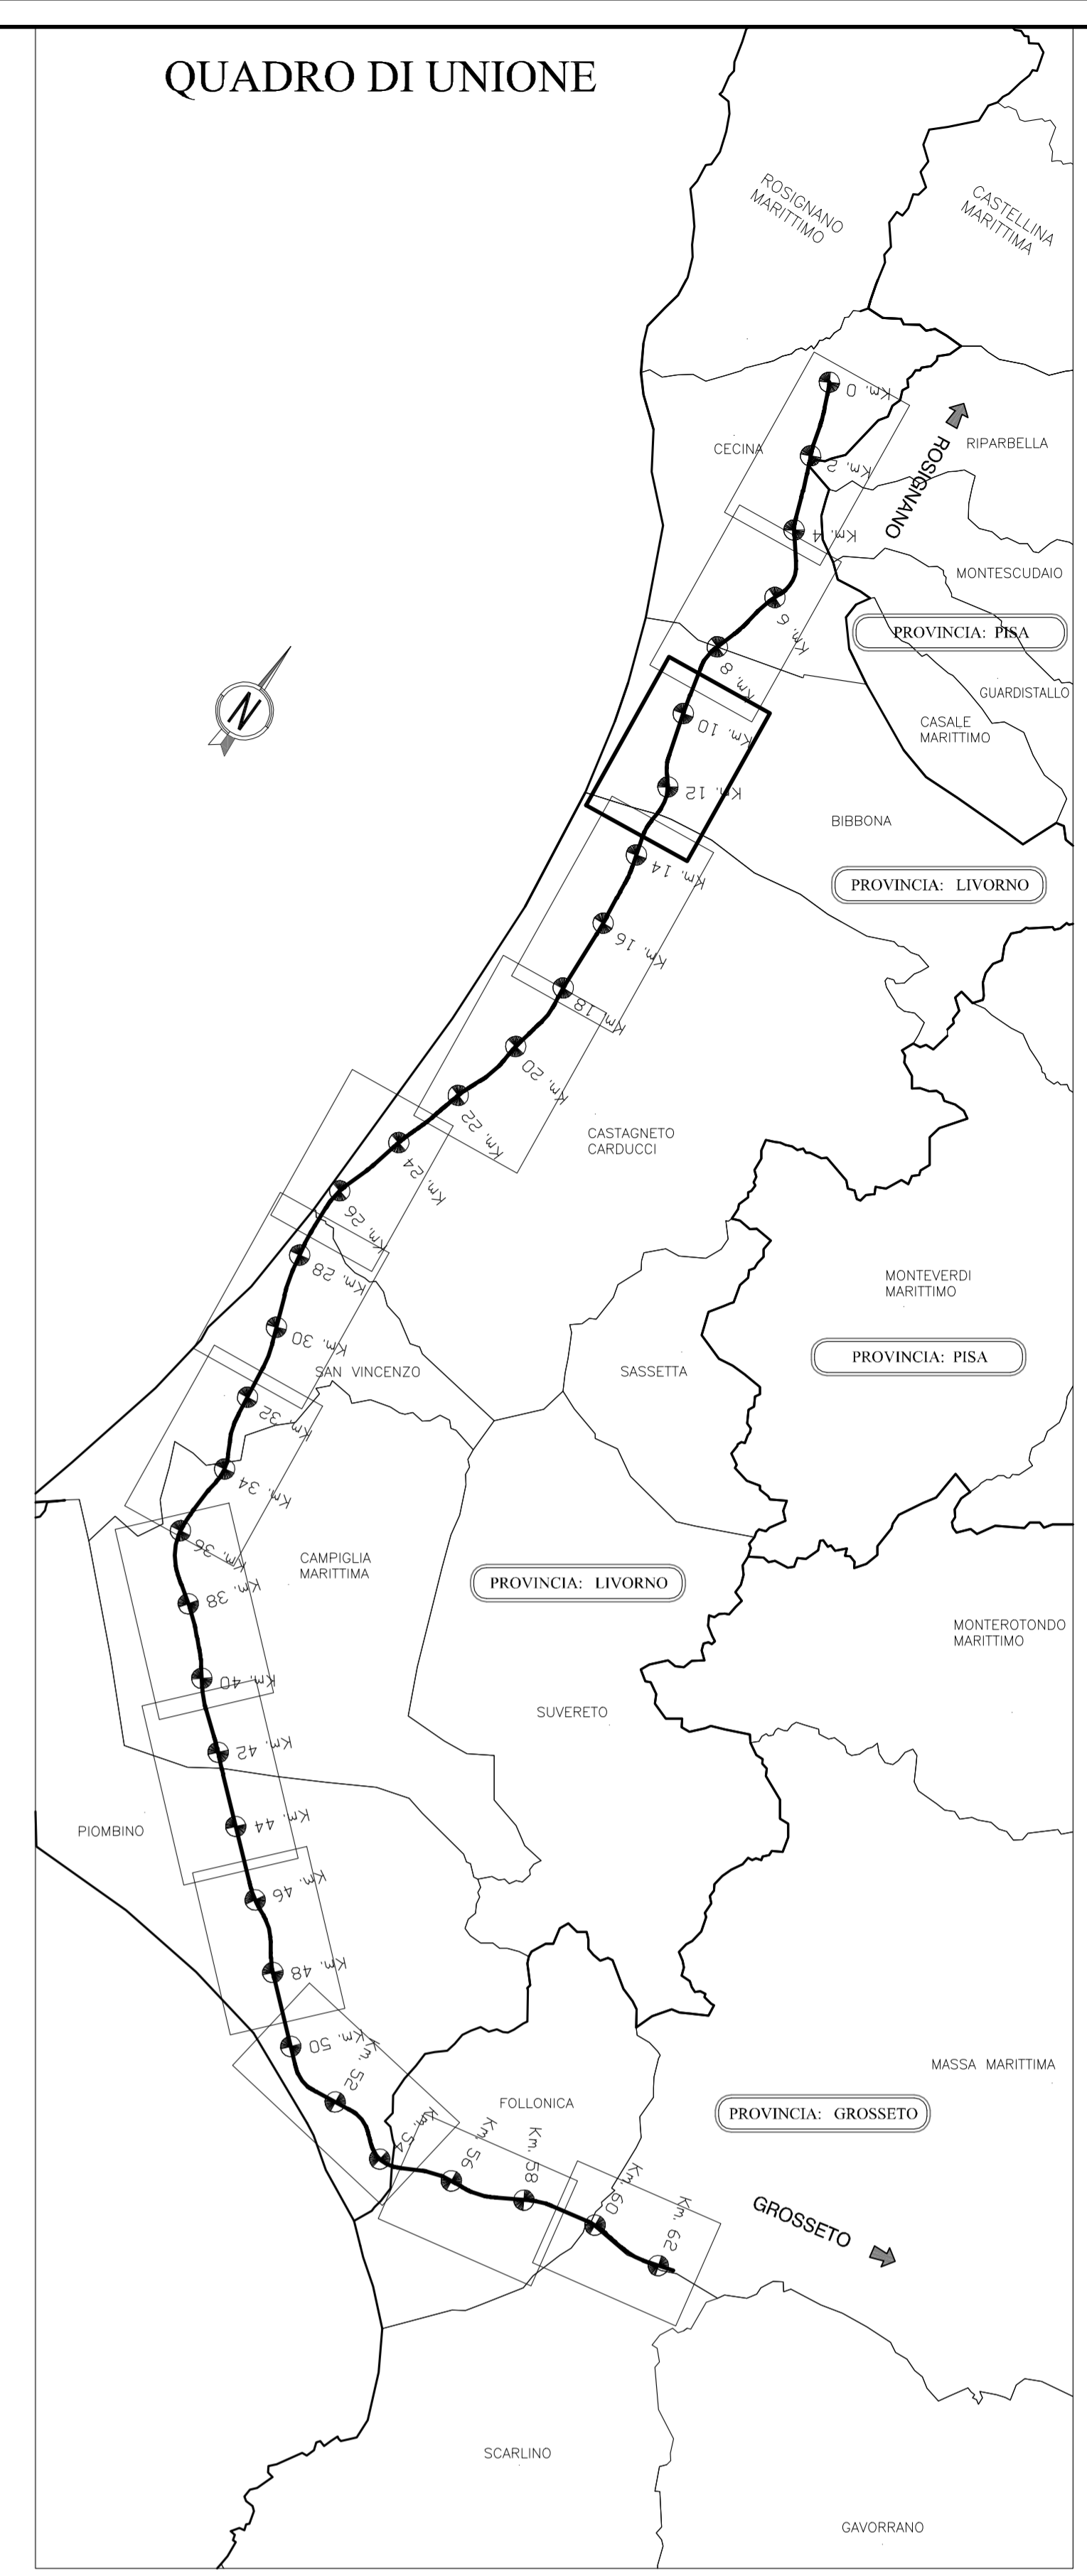 QUADRO DI UNIONE
ROSIGNANO
MARITTIMO
CASTELLINA
MARITTIMA
Km. 0
ROSIGNANO
CECINA
RIPARBELLA
Km. 2
Km. 4
MONTESCUDAIO
Km. 6
PROVINCIA: PISA
Km. 8
GUARDISTALLO
N
Km. 10
CASALE
MARITTIMO
Km. 12
BIBBONA
Km. 14
PROVINCIA: LIVORNO
Km. 16
Km. 18
Km. 20
Km. 22
CASTAGNETO
CARDUCCI
Km. 24
Km. 26
Km. 28
MONTEVERDI
MARITTIMO
Km. 30
SAN VINCENZO
SASSETTA
PROVINCIA: PISA
Km. 32
Km. 34
Km. 36
CAMPIGLIA
MARITTIMA
PROVINCIA: LIVORNO
Km. 38
MONTEROTONDO
MARITTIMO
Km. 40
SUVERETO
Km. 42
PIOMBINO
Km. 44
Km. 46
Km. 48
Km. 50
Km. 52
MASSA MARITTIMA
FOLLONICA
PROVINCIA: GROSSETO
Km. 54
Km. 56
Km. 58
Km. 60
Km. 62
GROSSETO
SCARLINO
GAVORRANO